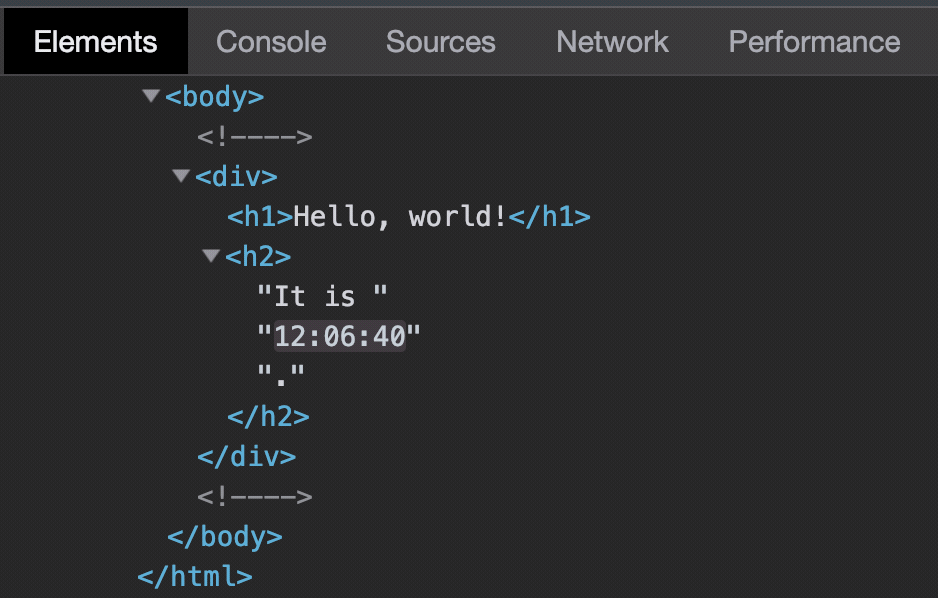 Elements Console Sources Network Performance
<body>
<!---->
<div>
<h1>Hello, world!</h1>
<h2>
"It is "
"12:06:40"
"."
</h2>
</div>
<!---->
</body>
</html>